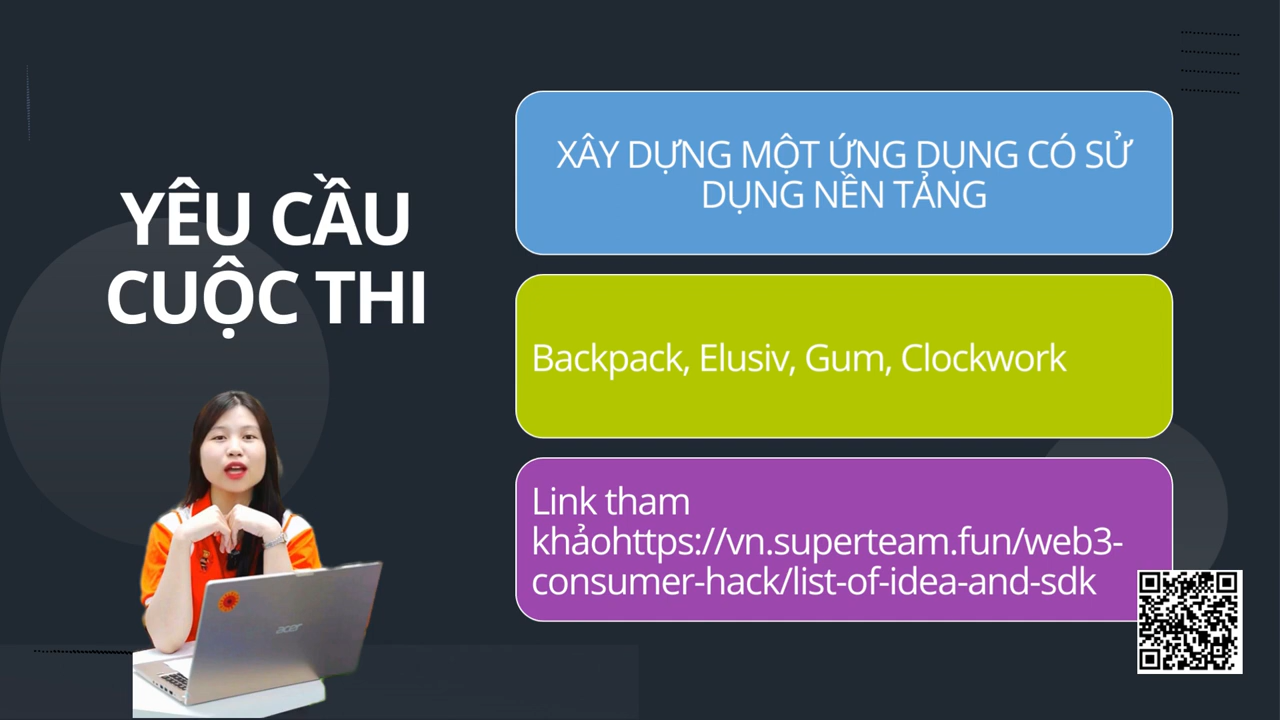 YÊU CẦU
CUỘC THI
XÂY DỰNG MỘT ỨNG DỤNG CÓ SỬ
DỤNG NỀN TẢNG
Backpack, Elusiv, Gum, Clockwork
Link tham
khảohttps://vn.superteam.fun/web3-
consumer-hack/list-of-idea-and-sdk
acer